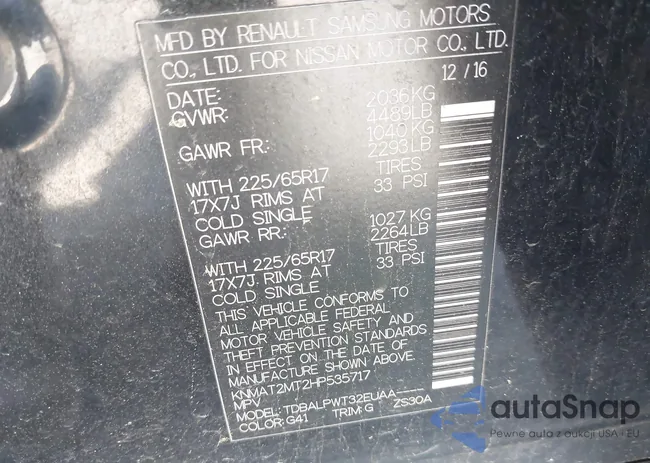 MFD BY RENAULT SAMSUNG MOTORS
CO., LTD. FOR NISSAN MOTOR CO., LTD.
DATE: 12/16
GVWR: 2036KG
4489LB
GAWR FR: 1040KG
2293LB
WITH 225/65R17 TIRES
17X7J RIMS AT 33 PSI
COLD SINGLE
GAWR RR: 1027KG
2264LB
WITH 225/65R17 TIRES
17X7J RIMS AT 33 PSI
COLD SINGLE
THIS VEHICLE CONFORMS TO
ALL APPLICABLE FEDERAL
MOTOR VEHICLE SAFETY AND
THEFT PREVENTION STANDARDS
IN EFFECT ON THE DATE OF
MANUFACTURE SHOWN ABOVE.
KNMAT2MT2HP535717
MPV
MODEL: TDBALPWT32EUAA
COLOR: G41 TRIM: G ZS30A
autoSnap
Pewne auta z aukcji USA i EU